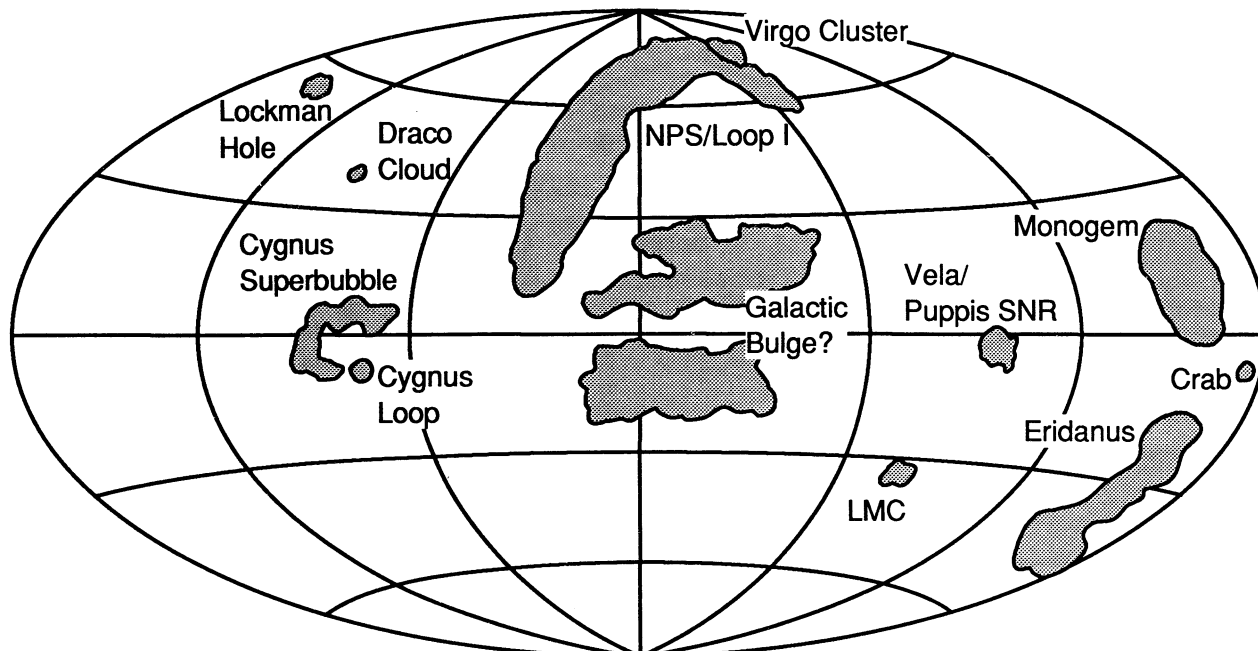 Virgo Cluster
Lockman
Hole
Draco
Cloud
NPS/Loop I
Monogem
Cygnus
Superbubble
Vela/
Puppis SNR
Galactic
Bulge?
Cygnus
Loop
Crab
Eridanus
LMC